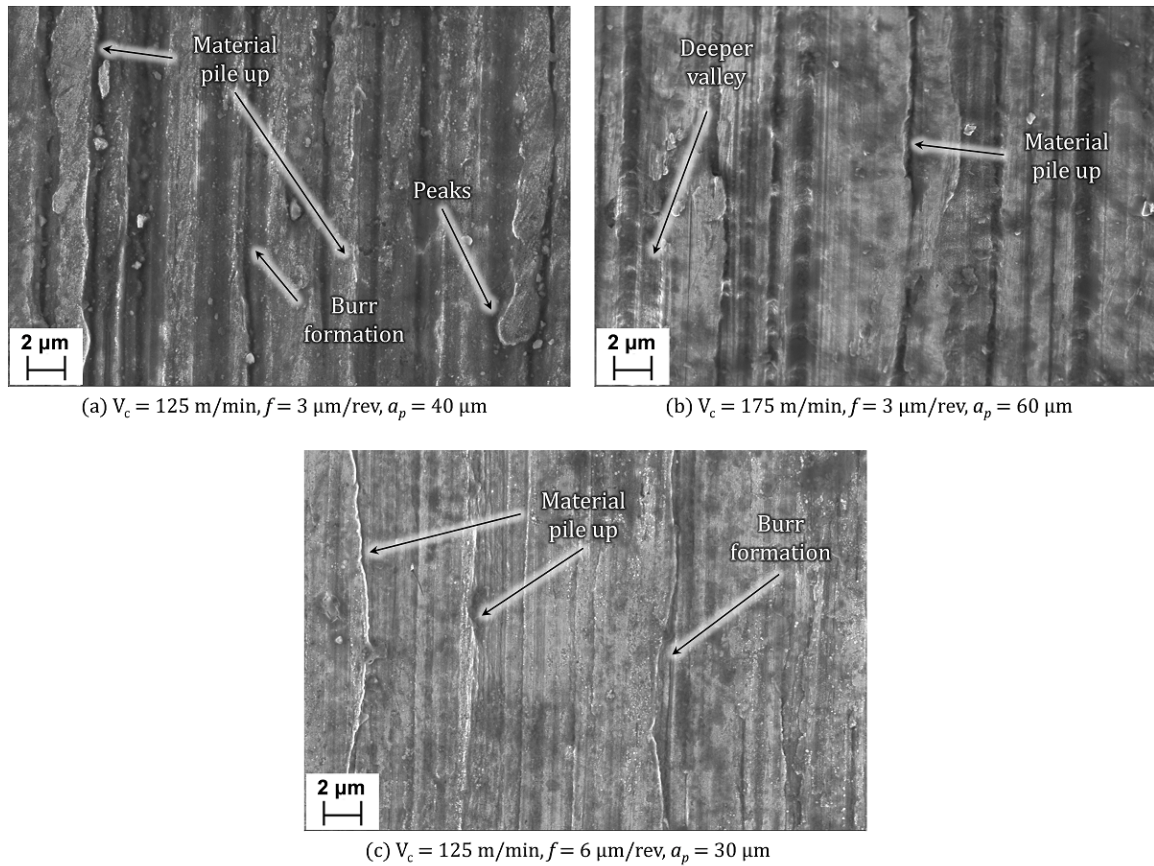 Material
pile up
Peaks
Burr
formation
2 μm
(a) V_c = 125 m/min, f = 3 μm/rev, a_p = 40 μm
Deeper
valley
Material
pile up
2 μm
(b) V_c = 175 m/min, f = 3 μm/rev, a_p = 60 μm
Material
pile up
Burr
formation
2 μm
(c) V_c = 125 m/min, f = 6 μm/rev, a_p = 30 μm